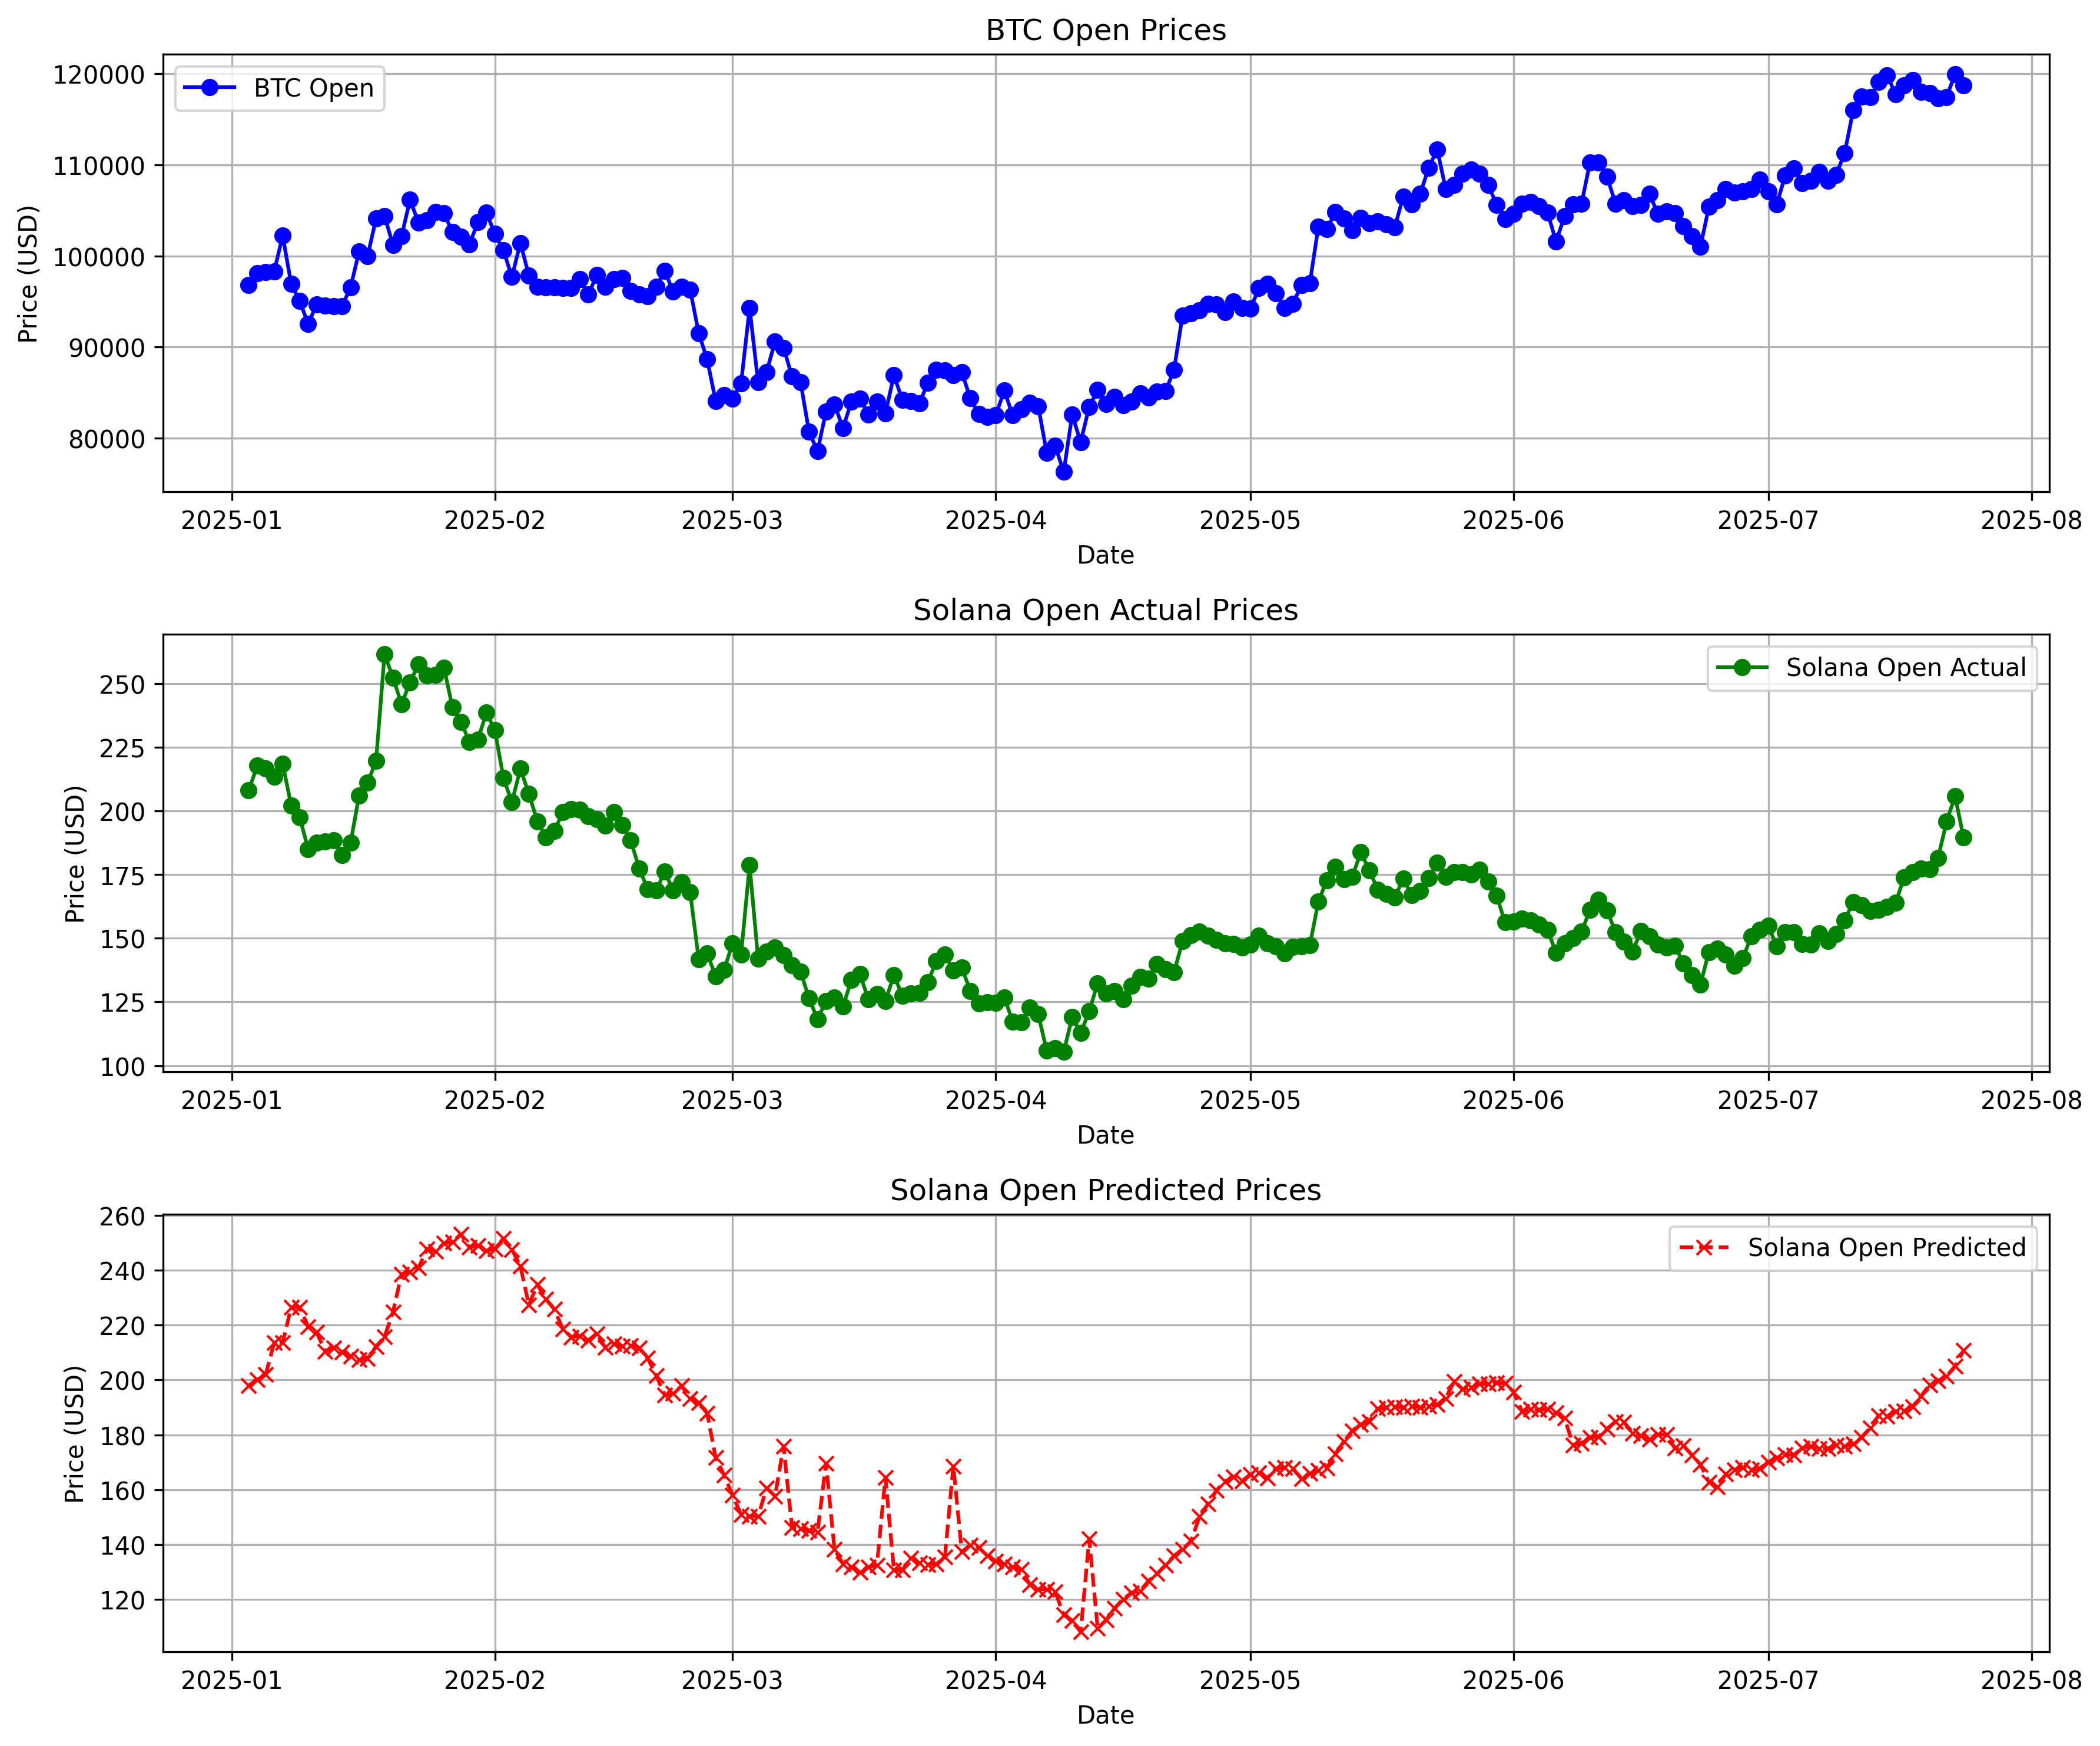 BTC Open Prices
BTC Open
120000
110000
100000
90000
80000
Price (USD)
2025-01 2025-02 2025-03 2025-04 2025-05 2025-06 2025-07 2025-08
Date
Solana Open Actual Prices
Solana Open Actual
250
225
200
175
150
125
100
Price (USD)
2025-01 2025-02 2025-03 2025-04 2025-05 2025-06 2025-07 2025-08
Date
Solana Open Predicted Prices
Solana Open Predicted
260
240
220
200
180
160
140
120
Price (USD)
2025-01 2025-02 2025-03 2025-04 2025-05 2025-06 2025-07 2025-08
Date